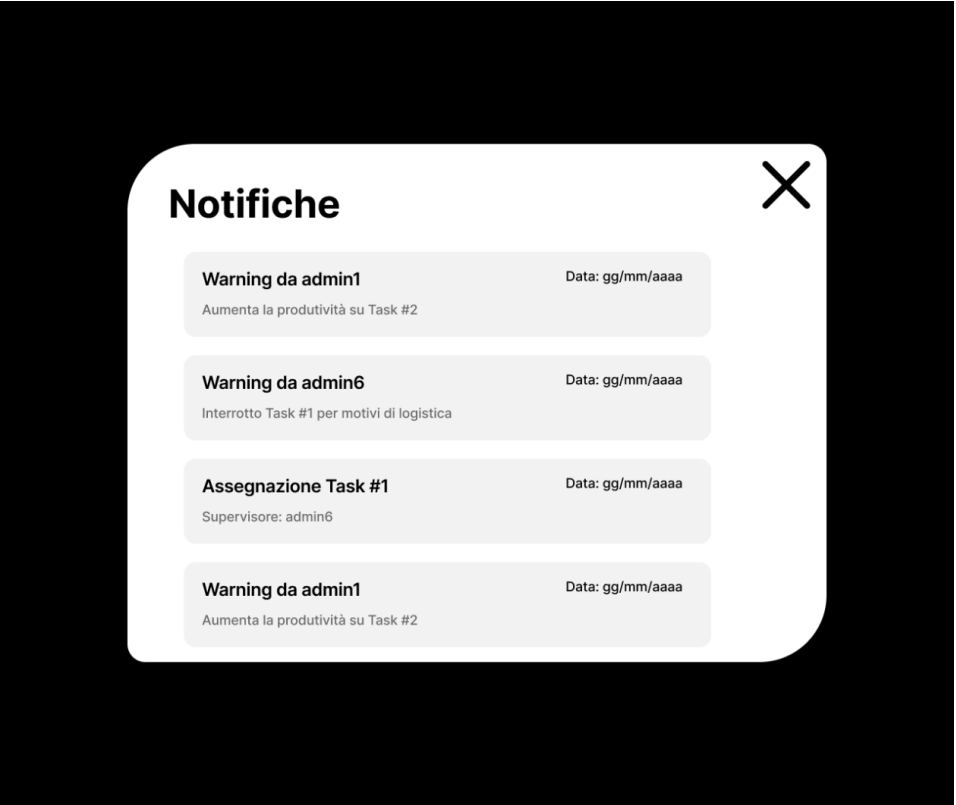 Notifiche
Warning da admin1
Data: gg/mm/aaaa
Aumenta la produtività su Task #2
Warning da admin6
Data: gg/mm/aaaa
Interrotto Task #1 per motivi di logistica
Assegnazione Task #1
Data: gg/mm/aaaa
Supervisore: admin6
Warning da admin1
Data: gg/mm/aaaa
Aumenta la produtività su Task #2